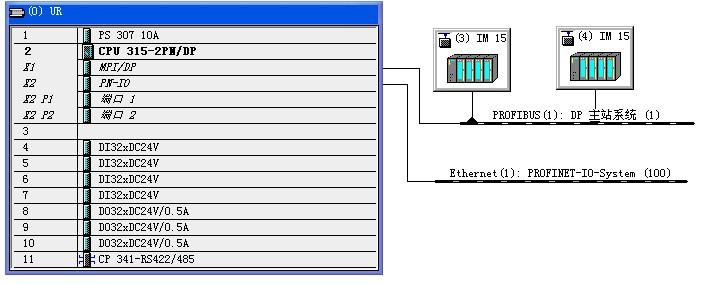 (0) UR
1 PS 307 10A
2 CPU 315-2PN/DP
X1 MPI/DP
X2 PN-IO
X2 P1 端口 1
X2 P2 端口 2
3
4 DI32xDC24V
5 DI32xDC24V
6 DI32xDC24V
7 DI32xDC24V
8 DO32xDC24V/0.5A
9 DO32xDC24V/0.5A
10 DO32xDC24V/0.5A
11 CP 341-RS422/485
(3) IM 15
(4) IM 15
PROFIBUS(1): DP 主站系统 (1)
Ethernet(1): PROFINET-IO-System (100)